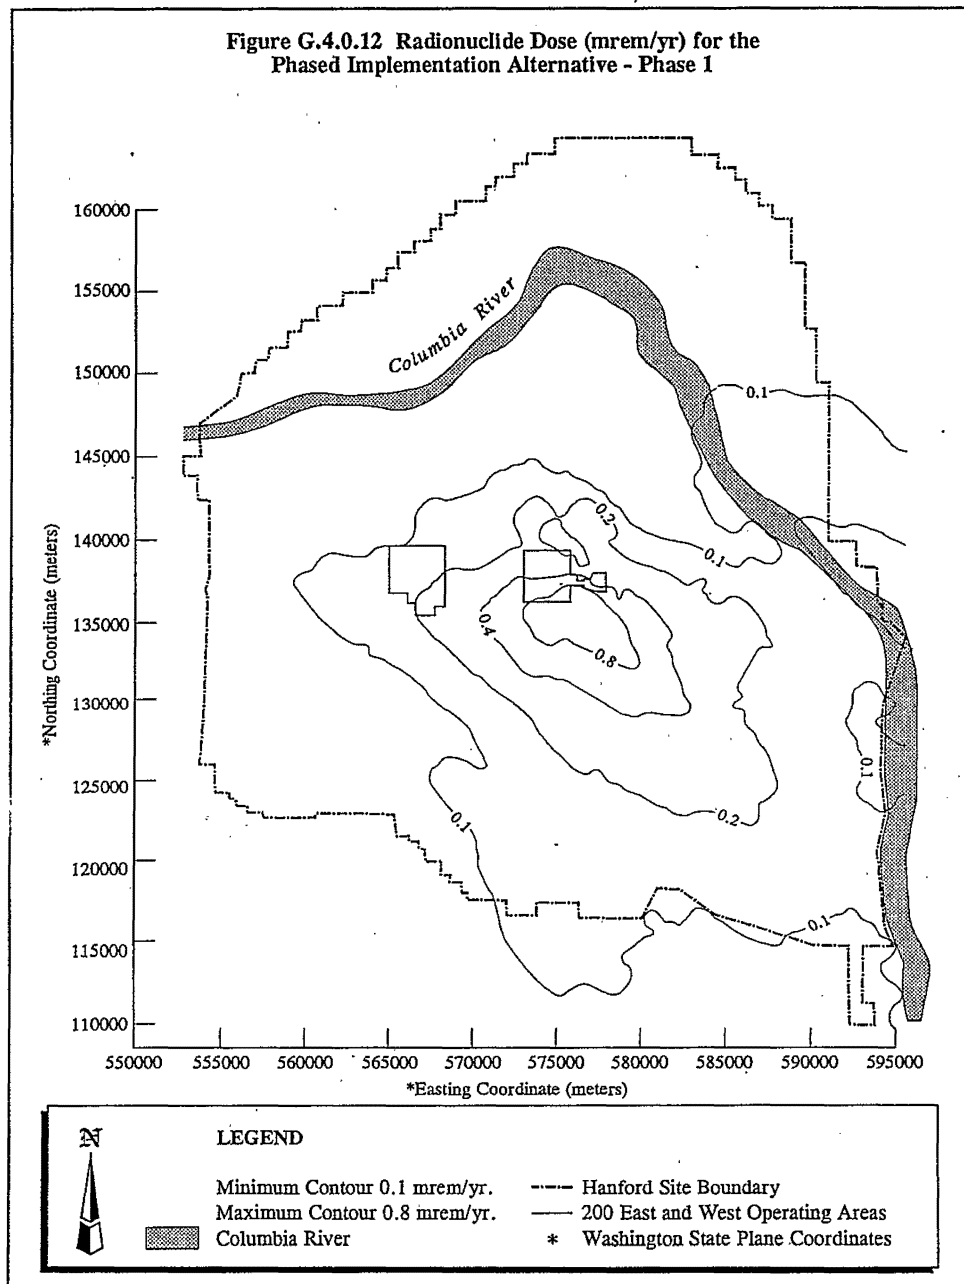 Figure G.4.0.12 Radionuclide Dose (mrem/yr) for the
Phased Implementation Alternative - Phase 1
160000
155000
150000
145000
140000
135000
130000
125000
120000
115000
110000
*Northing Coordinate (meters)
Columbia River
0.1
0.2
0.1
0.4
0.8
0.1
0.2
0.1
0.1
550000 555000 560000 565000 570000 575000 580000 585000 590000 595000
*Easting Coordinate (meters)
N
LEGEND
Minimum Contour 0.1 mrem/yr.
Maximum Contour 0.8 mrem/yr.
Columbia River
Hanford Site Boundary
200 East and West Operating Areas
* Washington State Plane Coordinates